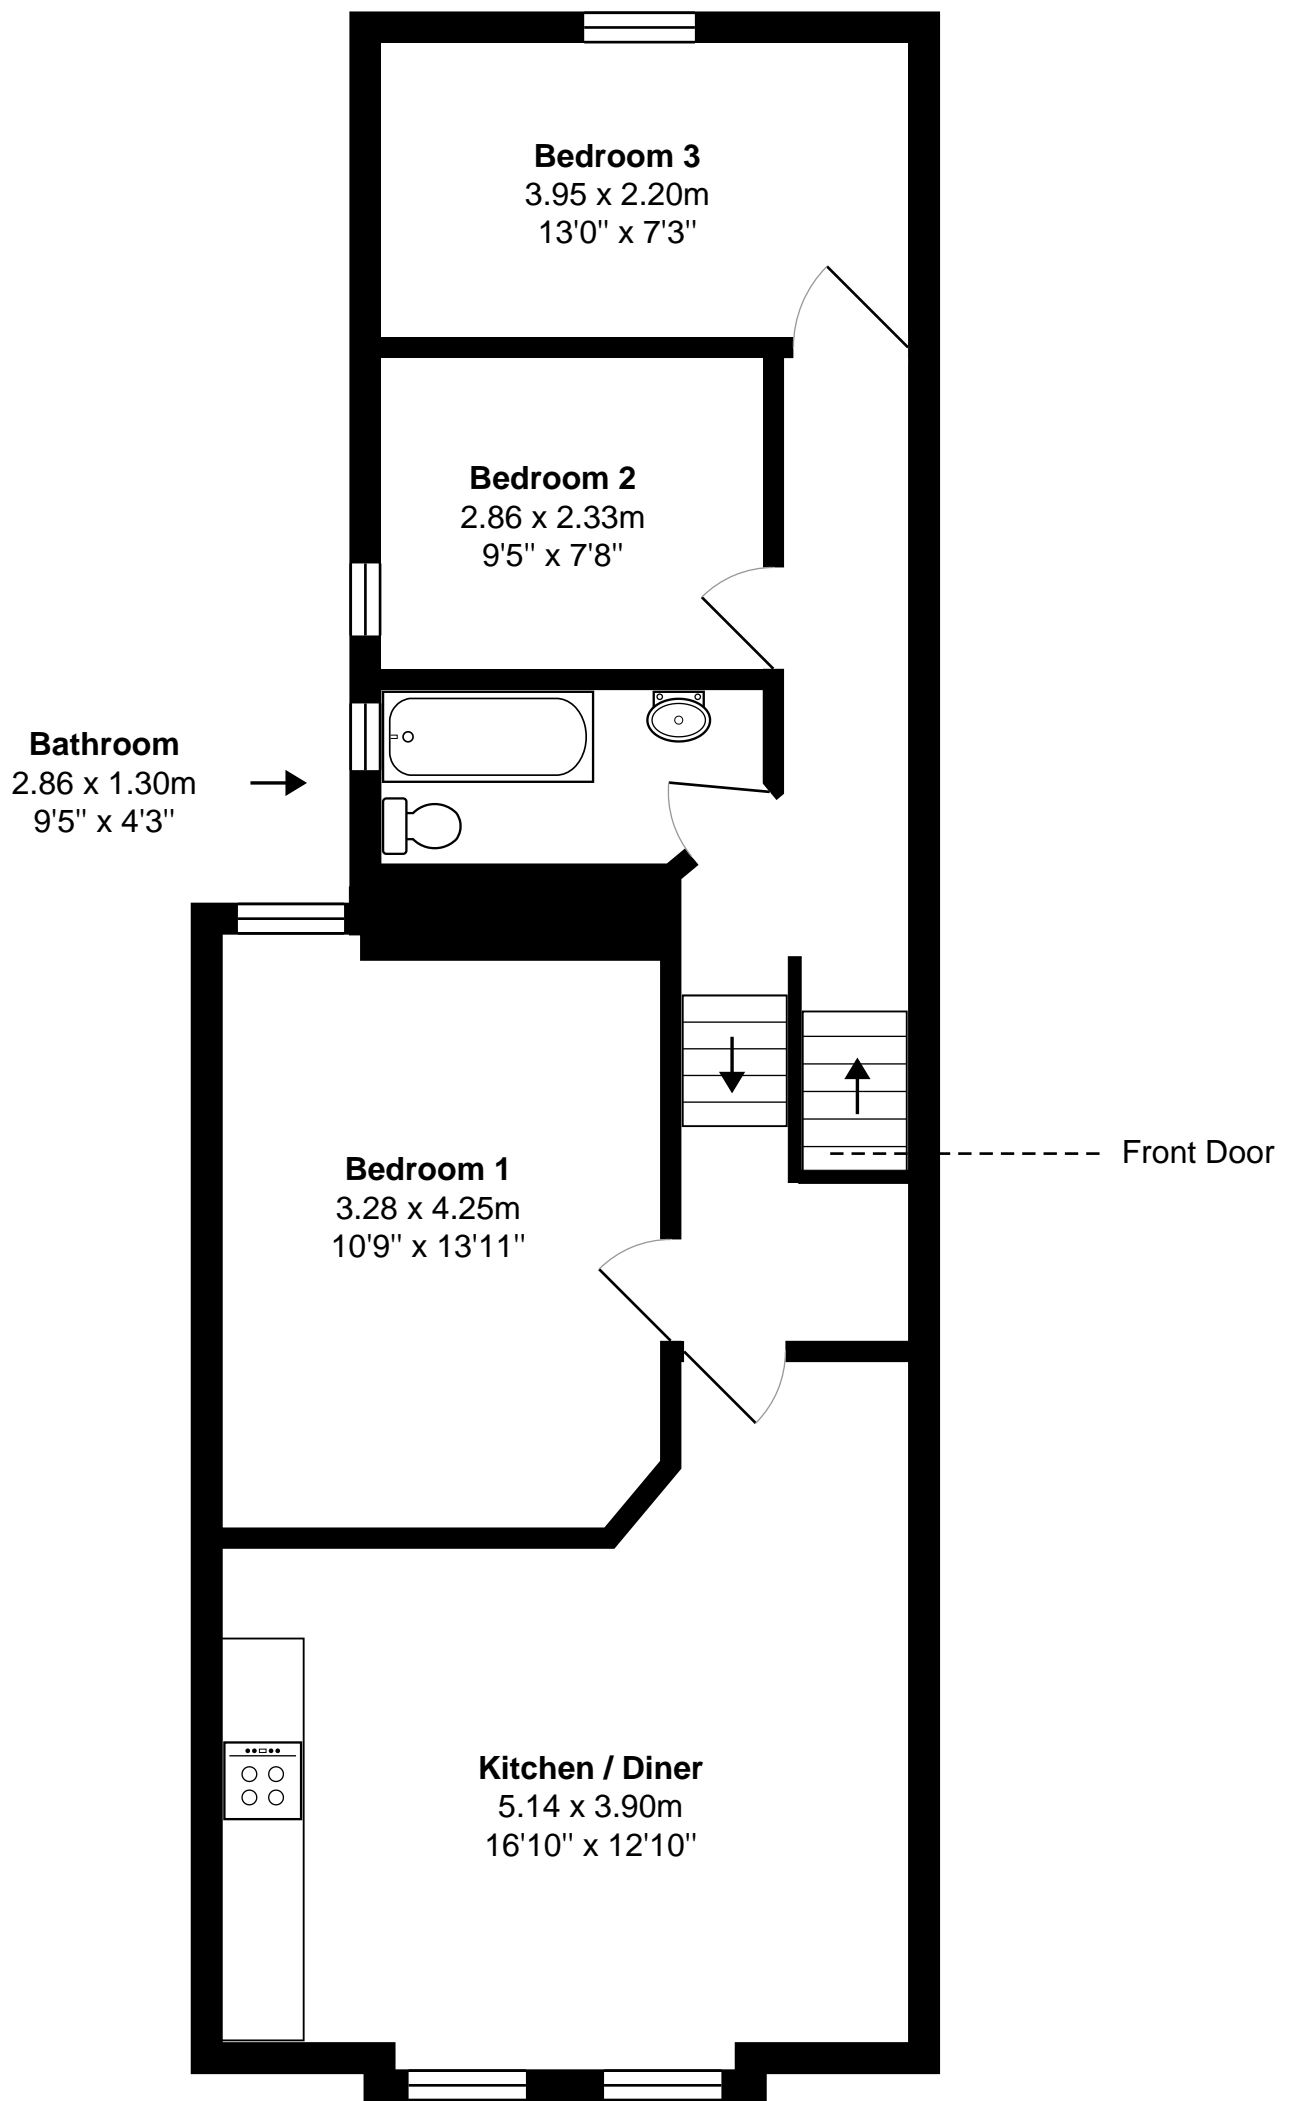 Bedroom 3
3.95 x 2.20m
13'0" x 7'3"
Bedroom 2
2.86 x 2.33m
9'5" x 7'8"
Bathroom
2.86 x 1.30m
9'5" x 4'3"
Bedroom 1
3.28 x 4.25m
10'9" x 13'11"
Front Door
Kitchen / Diner
5.14 x 3.90m
16'10" x 12'10"